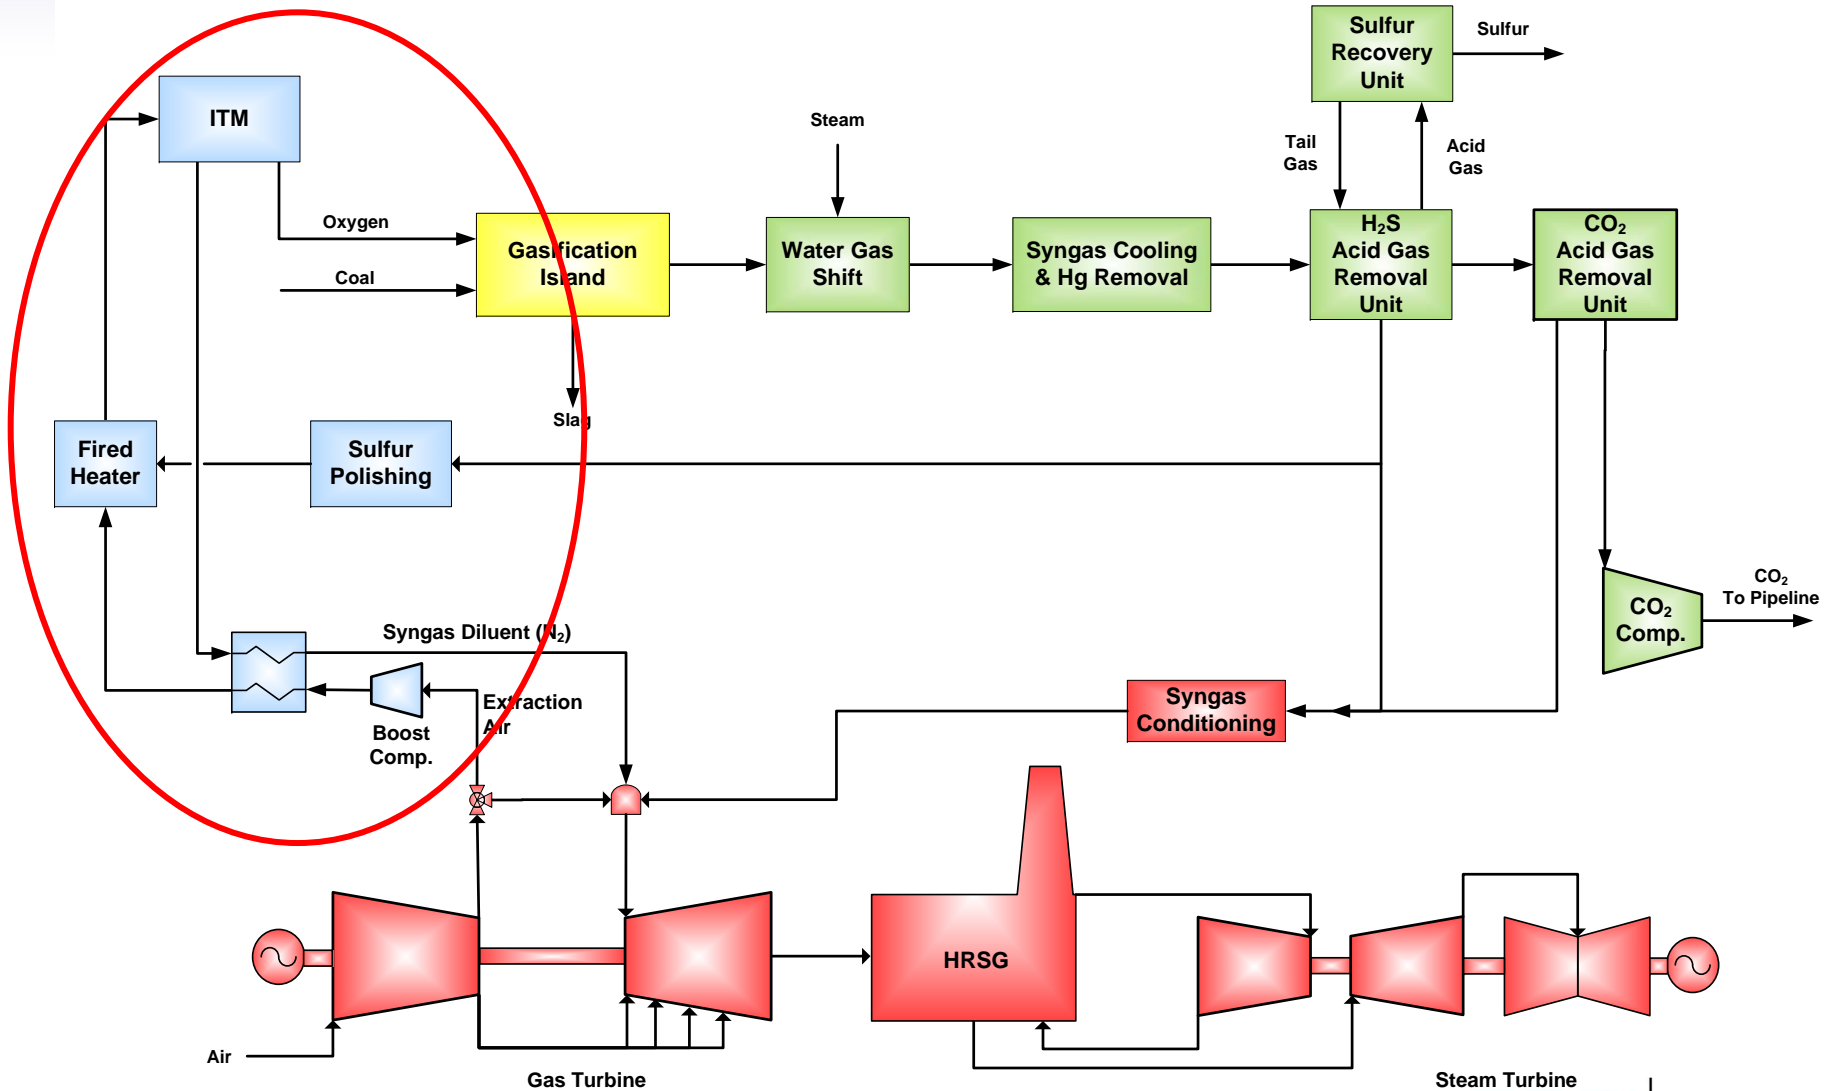 Sulfur
Recovery
Unit
Sulfur
ITM
Steam
Tail
Gas
Acid
Gas
Oxygen
Coal
Gasification
Island
Water Gas
Shift
Syngas Cooling
& Hg Removal
H₂S
Acid Gas
Removal
Unit
CO₂
Acid Gas
Removal
Unit
Slag
Fired
Heater
Sulfur
Polishing
CO₂
To Pipeline
CO₂
Comp.
Syngas Diluent (N₂)
Extraction
Air
Boost
Comp.
Syngas
Conditioning
HRSG
Air
Gas Turbine
Steam Turbine